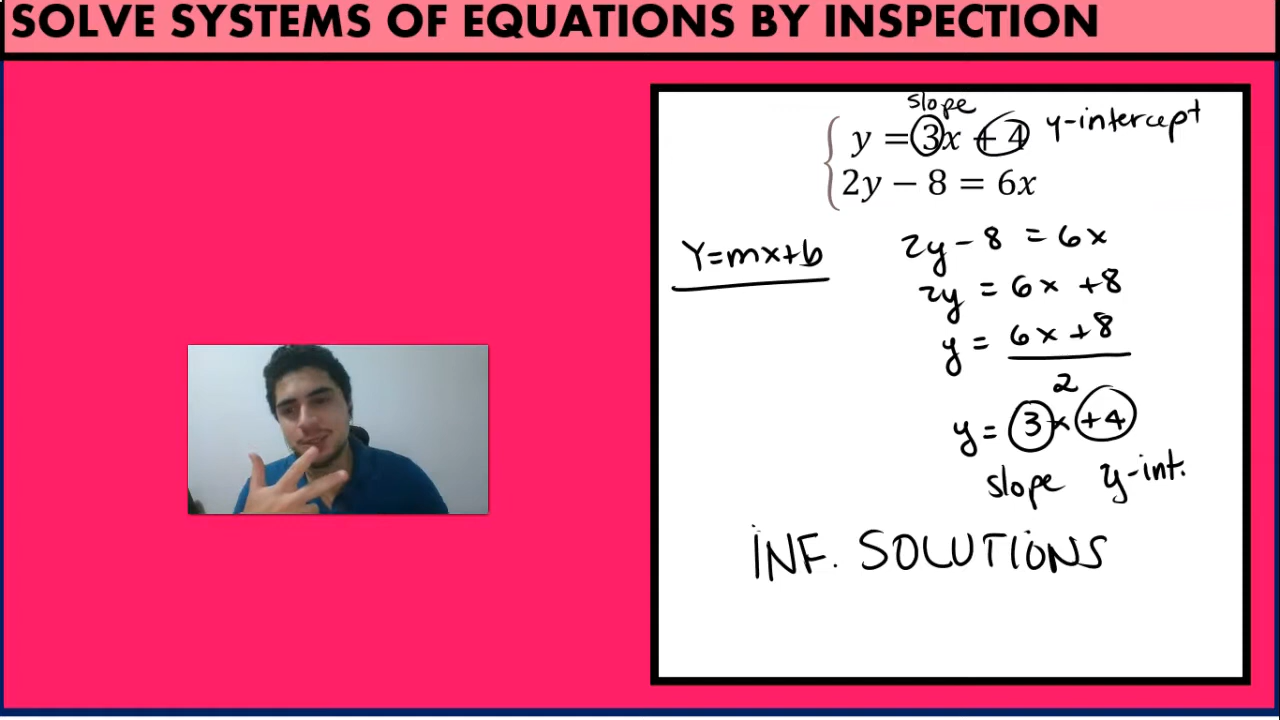 SOLVE SYSTEMS OF EQUATIONS BY INSPECTION
slope
y = 3x + 4 y-intercept
2y − 8 = 6x
Y=mx+b
2y - 8 = 6x
2y = 6x + 8
y = 6x + 8
2
y = 3x + 4
slope y-int.
INF. SOLUTIONS